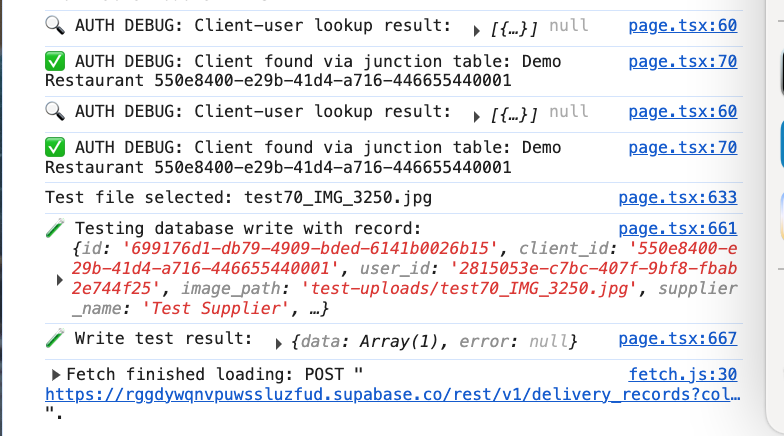 🔍 AUTH DEBUG: Client-user lookup result: ▶ [{…}] null page.tsx:60
✅ AUTH DEBUG: Client found via junction table: Demo page.tsx:70
Restaurant 550e8400-e29b-41d4-a716-446655440001
🔍 AUTH DEBUG: Client-user lookup result: ▶ [{…}] null page.tsx:60
✅ AUTH DEBUG: Client found via junction table: Demo page.tsx:70
Restaurant 550e8400-e29b-41d4-a716-446655440001
Test file selected: test70_IMG_3250.jpg page.tsx:633
🧪 Testing database write with record: page.tsx:661
{id: '699176d1-db79-4909-bded-6141b0026b15', client_id: '550e8400-e
29b-41d4-a716-446655440001', user_id: '2815053e-c7bc-407f-9bf8-fbab
2e744f25', image_path: 'test-uploads/test70_IMG_3250.jpg', supplier
_name: 'Test Supplier', …}
🧪 Write test result: ▶ {data: Array(1), error: null} page.tsx:667
▶ Fetch finished loading: POST " fetch.js:30
https://rggdywqnvpuwssluzfud.supabase.co/rest/v1/delivery_records?col…
".